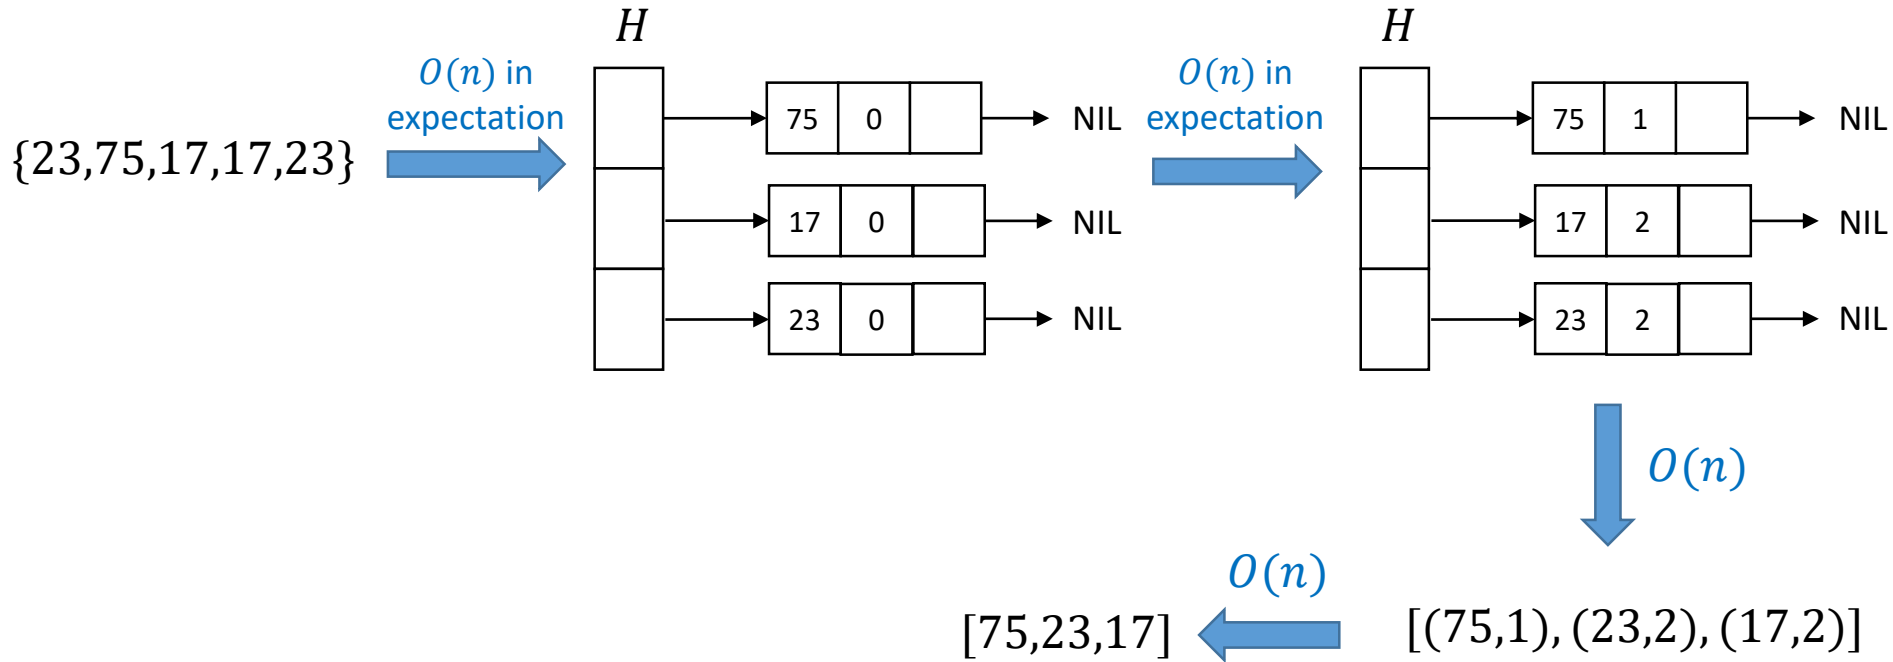 H
H
O(n) in
expectation
O(n) in
expectation
75 0
NIL
75 1
NIL
{23,75,17,17,23}
17 0
NIL
17 2
NIL
23 0
NIL
23 2
NIL
O(n)
O(n)
[75,23,17]
[(75,1), (23,2), (17,2)]